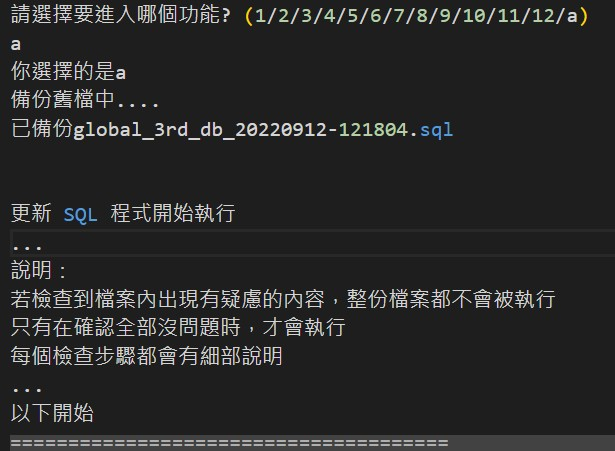 請選擇要進入哪個功能? (1/2/3/4/5/6/7/8/9/10/11/12/a)
a
你選擇的是a
備份舊檔中....
已備份global_3rd_db_20220912-121804.sql
更新 SQL 程式開始執行
...
說明：
若檢查到檔案內出現有疑慮的內容，整份檔案都不會被執行
只有在確認全部沒問題時，才會執行
每個檢查步驟都會有細部說明
...
以下開始
======================================